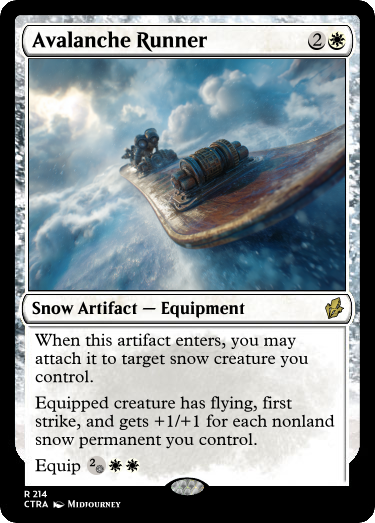 Avalanche Runner 2
Snow Artifact — Equipment
When this artifact enters, you may
attach it to target snow creature you
control.
Equipped creature has flying, first
strike, and gets +1/+1 for each nonland
snow permanent you control.
Equip 2
R 214
CTRA Midjourney